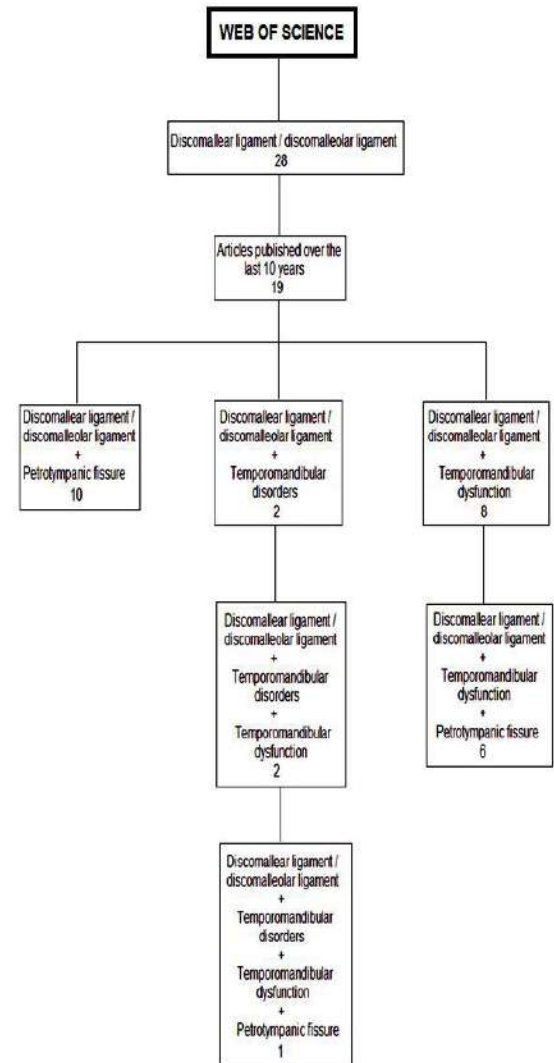 WEB OF SCIENCE
Discomallear ligament / discomalleolar ligament
28
Articles published over the
last 10 years
19
Discomallear ligament /
discomalleolar ligament
+
Petrotympanic fissure
10
Discomallear ligament /
discomalleolar ligament
+
Temporomandibular
disorders
2
Discomallear ligament /
discomalleolar ligament
+
Temporomandibular
dysfunction
8
Discomallear ligament /
discomalleolar ligament
+
Temporomandibular
disorders
+
Temporomandibular
dysfunction
2
Discomallear ligament /
discomalleolar ligament
+
Temporomandibular
dysfunction
+
Petrotympanic fissure
6
Discomallear ligament /
discomalleolar ligament
+
Temporomandibular
disorders
+
Temporomandibular
dysfunction
+
Petrotympanic fissure
1